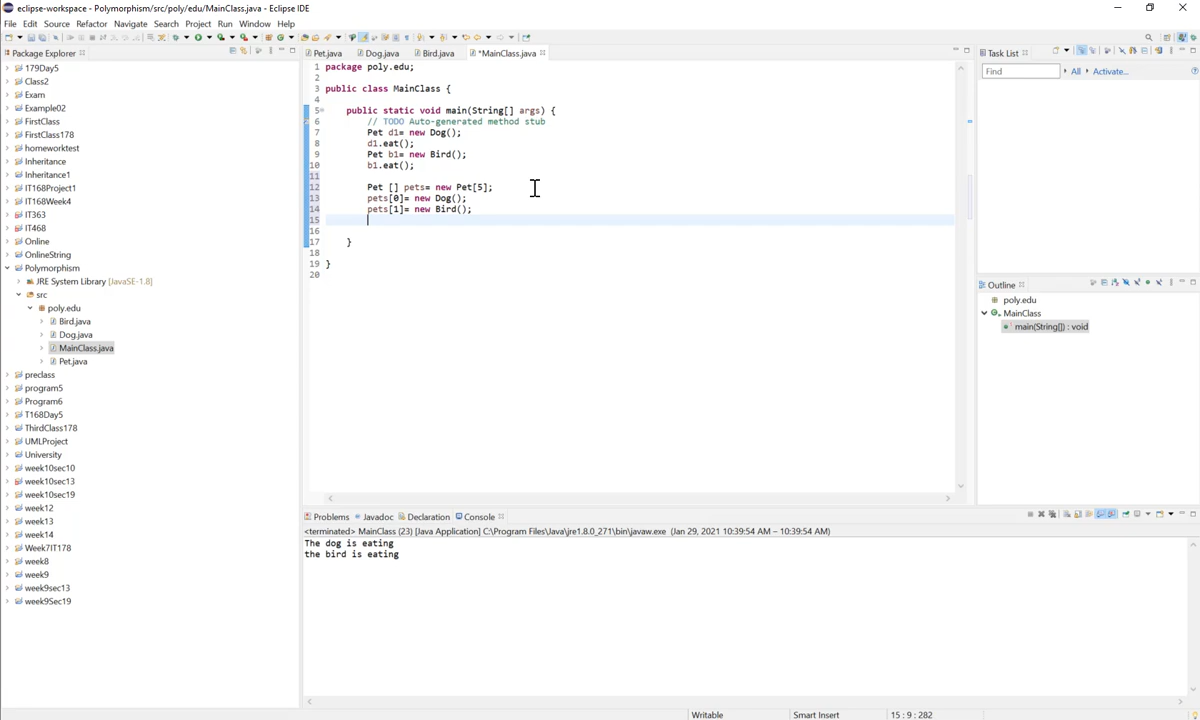 eclipse-workspace - Polymorphism/src/poly/edu/MainClass.java - Eclipse IDE
File Edit Source Refactor Navigate Search Project Run Window Help
Package Explorer
179Day5
Class2
Exam
Example02
FirstClass
FirstClass178
homeworktest
Inheritance
Inheritance1
IT168Project1
IT168Week4
IT363
IT468
Online
OnlineString
Polymorphism
JRE System Library [JavaSE-1.8]
src
poly.edu
Bird.java
Dog.java
MainClass.java
Pet.java
preclass
program5
Program6
T168Day5
ThirdClass178
UMLProject
University
week10sec10
week10sec13
week10sec19
week12
week13
week14
Week7IT178
week8
week9
week9sec13
week9Sec19
Pet.java Dog.java Bird.java *MainClass.java
1 package poly.edu;
2
3 public class MainClass {
4
5 public static void main(String[] args) {
6 // TODO Auto-generated method stub
7 Pet d1= new Dog();
8 d1.eat();
9 Pet b1= new Bird();
10 b1.eat();
11
12 Pet [] pets= new Pet[5];
13 pets[0]= new Dog();
14 pets[1]= new Bird();
15
16
17 }
18
19 }
20
Task List
Find All Activate...
Outline
poly.edu
MainClass
main(String[]) : void
Problems Javadoc Declaration Console
<terminated> MainClass (23) [Java Application] C:\Program Files\Java\jre1.8.0_271\bin\javaw.exe (Jan 29, 2021 10:39:54 AM – 10:39:54 AM)
The dog is eating
the bird is eating
Writable Smart Insert 15 : 9 : 282